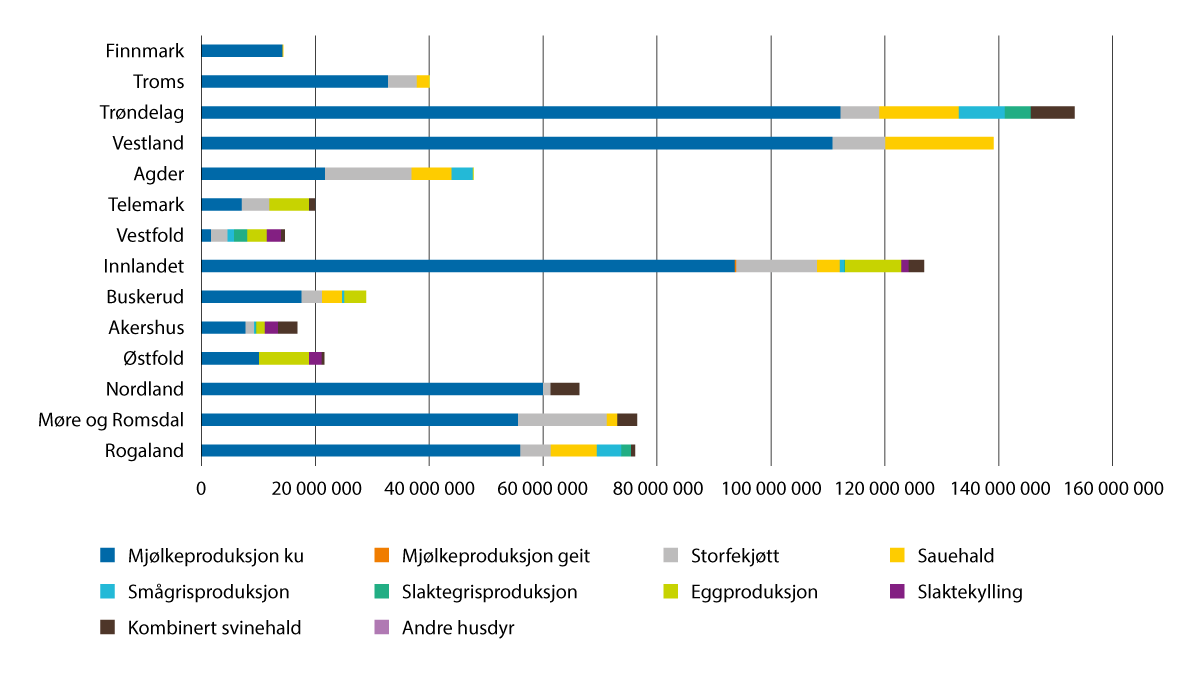 Finnmark
Troms
Trøndelag
Vestland
Agder
Telemark
Vestfold
Innlandet
Buskerud
Akershus
Østfold
Nordland
Møre og Romsdal
Rogaland
0 20 000 000 40 000 000 60 000 000 80 000 000 100 000 000 120 000 000 140 000 000 160 000 000
Mjølkeproduksjon ku Mjølkeproduksjon geit Storfekjøtt Sauehald
Smågrisproduksjon Slaktegrisproduksjon Eggproduksjon Slaktekylling
Kombinert svinehald Andre husdyr